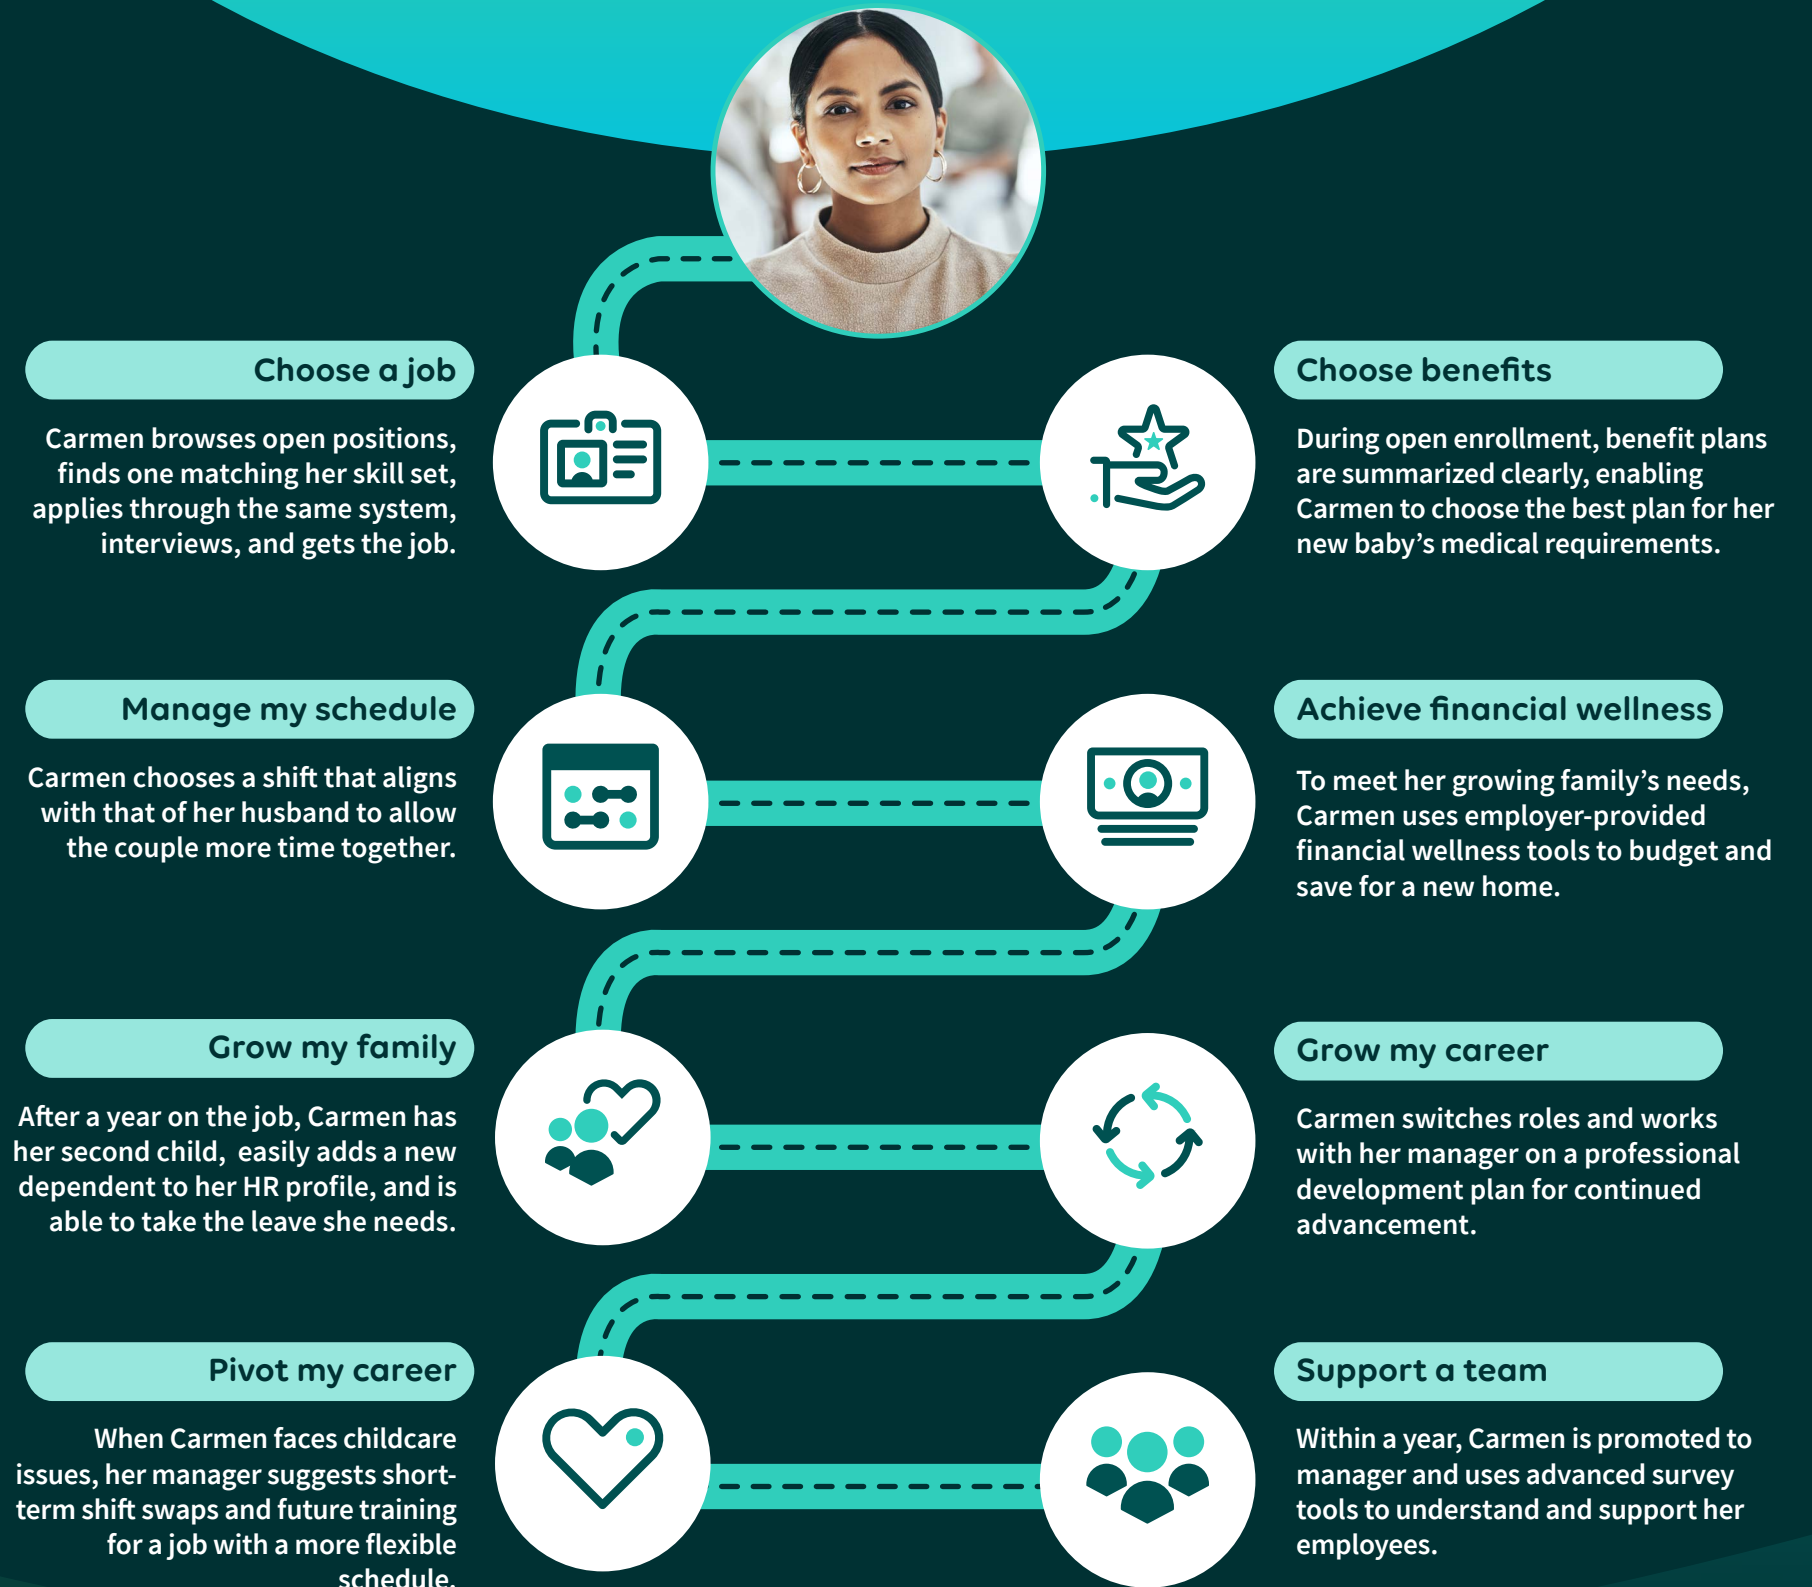 Choose a job
Carmen browses open positions,
finds one matching her skill set,
applies through the same system,
interviews, and gets the job.
Choose benefits
During open enrollment, benefit plans
are summarized clearly, enabling
Carmen to choose the best plan for her
new baby’s medical requirements.
Manage my schedule
Carmen chooses a shift that aligns
with that of her husband to allow
the couple more time together.
Achieve financial wellness
To meet her growing family’s needs,
Carmen uses employer-provided
financial wellness tools to budget and
save for a new home.
Grow my family
After a year on the job, Carmen has
her second child, easily adds a new
dependent to her HR profile, and is
able to take the leave she needs.
Grow my career
Carmen switches roles and works
with her manager on a professional
development plan for continued
advancement.
Pivot my career
When Carmen faces childcare
issues, her manager suggests short-
term shift swaps and future training
for a job with a more flexible
schedule.
Support a team
Within a year, Carmen is promoted to
manager and uses advanced survey
tools to understand and support her
employees.